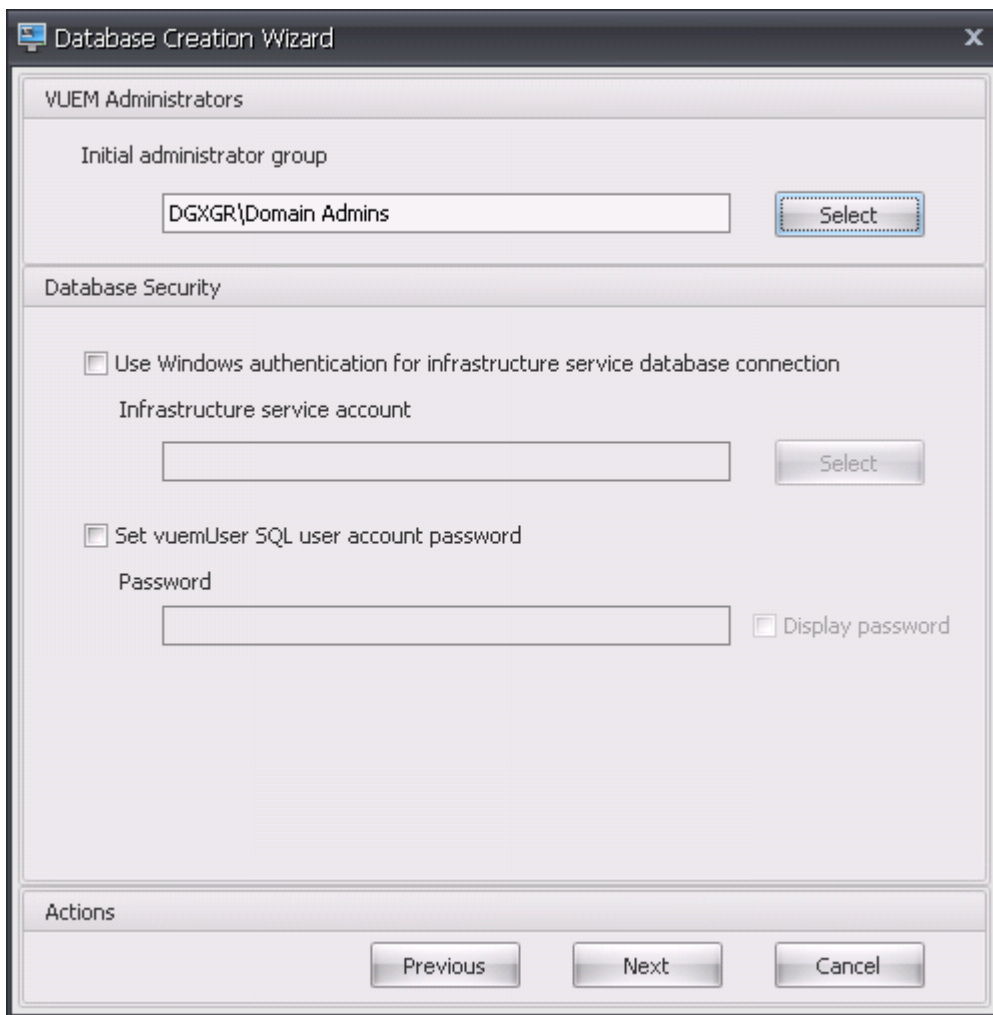 Database Creation Wizard
VUEM Administrators
Initial administrator group
DGXGR\Domain Admins
Select
Database Security
Use Windows authentication for infrastructure service database connection
Infrastructure service account
Select
Set vuemUser SQL user account password
Password
Display password
Actions
Previous Next Cancel